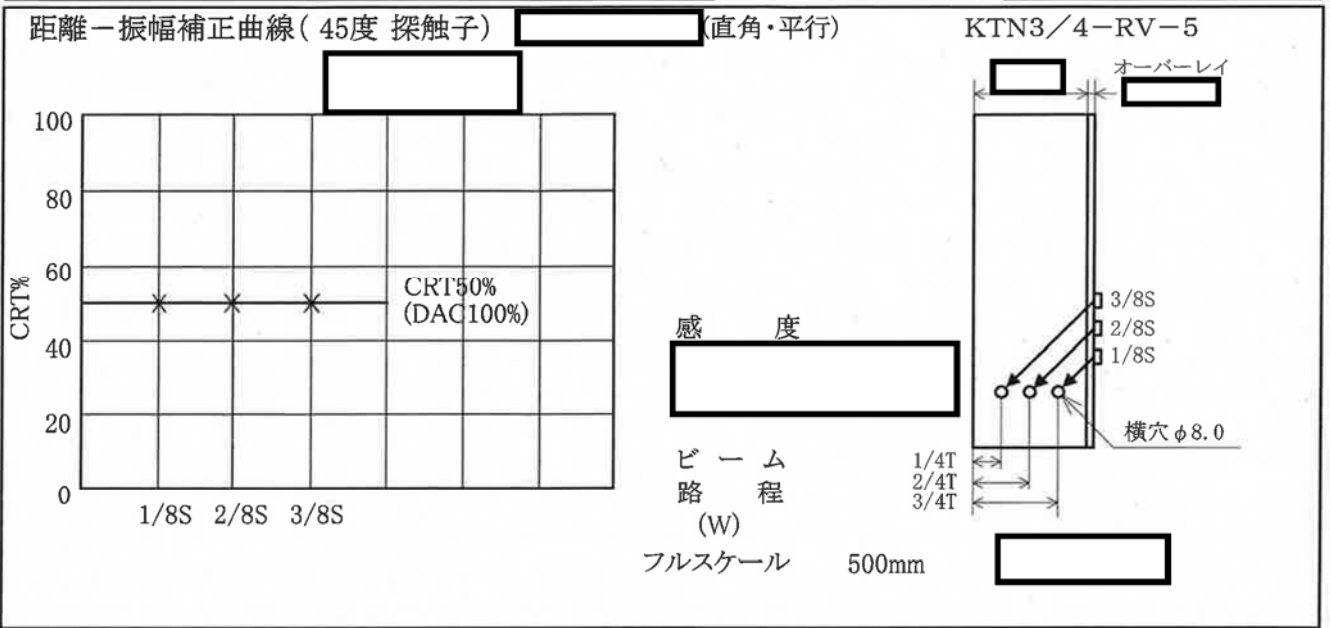 距離－振幅補正曲線( 45度 探触子) (直角・平行) KTN3／4－RV－5
オーバーレイ
100
80
60
40
20
0
CRT%
CRT50%
(DAC100%)
1/8S 2/8S 3/8S
感 度
ビ ー ム
路 程
(W)
フルスケール 500mm
3/8S
2/8S
1/8S
横穴φ8.0
1/4T
2/4T
3/4T